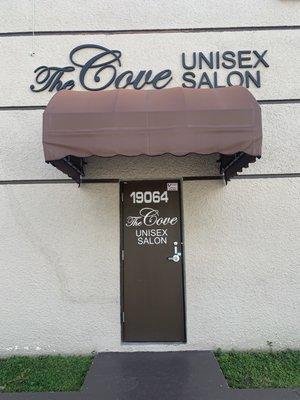 The Cove UNISEX
SALON
19064
The Cove
UNISEX
SALON